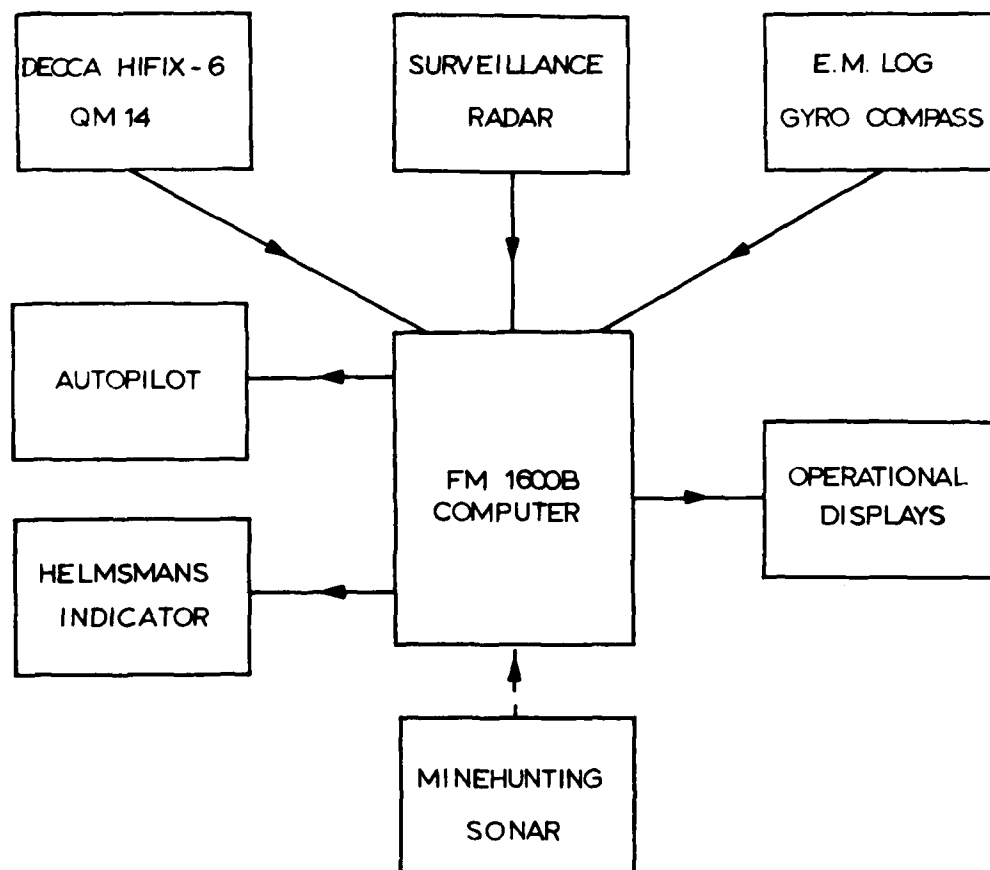 DECCA HIFIX-6
QM 14
SURVEILLANCE
RADAR
E.M. LOG
GYRO COMPASS
AUTOPILOT
FM 1600B
COMPUTER
OPERATIONAL
DISPLAYS
HELMSMANS
INDICATOR
MINEHUNTING
SONAR